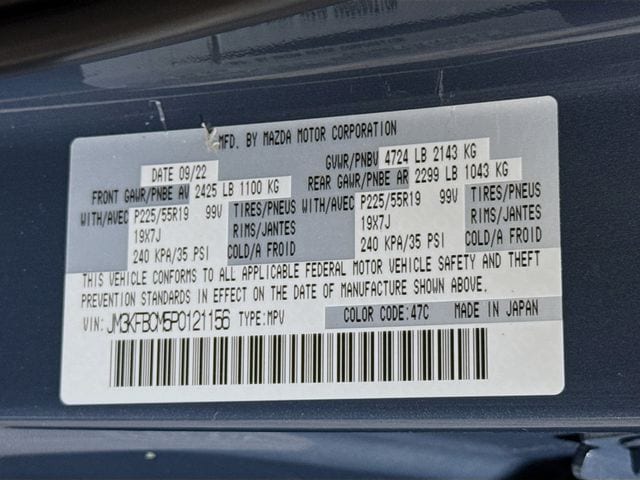 MFD. BY MAZDA MOTOR CORPORATION
DATE 09/22 GVWR/PNBV 4724 LB 2143 KG
FRONT GAWR/PNBE AV 2425 LB 1100 KG REAR GAWR/PNBE AR 2299 LB 1043 KG
WITH/AVEC P225/55R19 99V TIRES/PNEUS WITH/AVEC P225/55R19 99V TIRES/PNEUS
19X7J RIMS/JANTES 19X7J RIMS/JANTES
240 KPA/35 PSI COLD/A FROID 240 KPA/35 PSI COLD/A FROID
THIS VEHICLE CONFORMS TO ALL APPLICABLE FEDERAL MOTOR VEHICLE SAFETY AND THEFT
PREVENTION STANDARDS IN EFFECT ON THE DATE OF MANUFACTURE SHOWN ABOVE.
VIN: JM3KFBCM5P0121156 TYPE:MPV COLOR CODE:47C MADE IN JAPAN